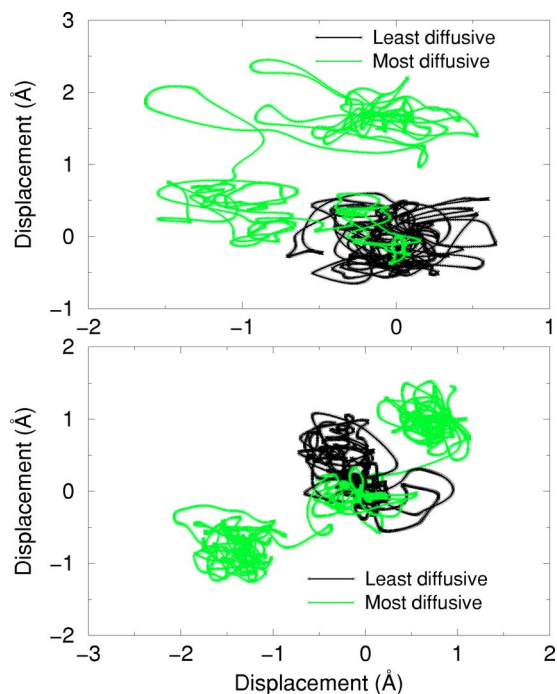 3
Least diffusive
Most diffusive
2
1
0
−1
Displacement (Å)
−2
−1
0
1
2
1
0
−1
−2
Displacement (Å)
Least diffusive
Most diffusive
−3
−2
−1
0
1
2
Displacement (Å)